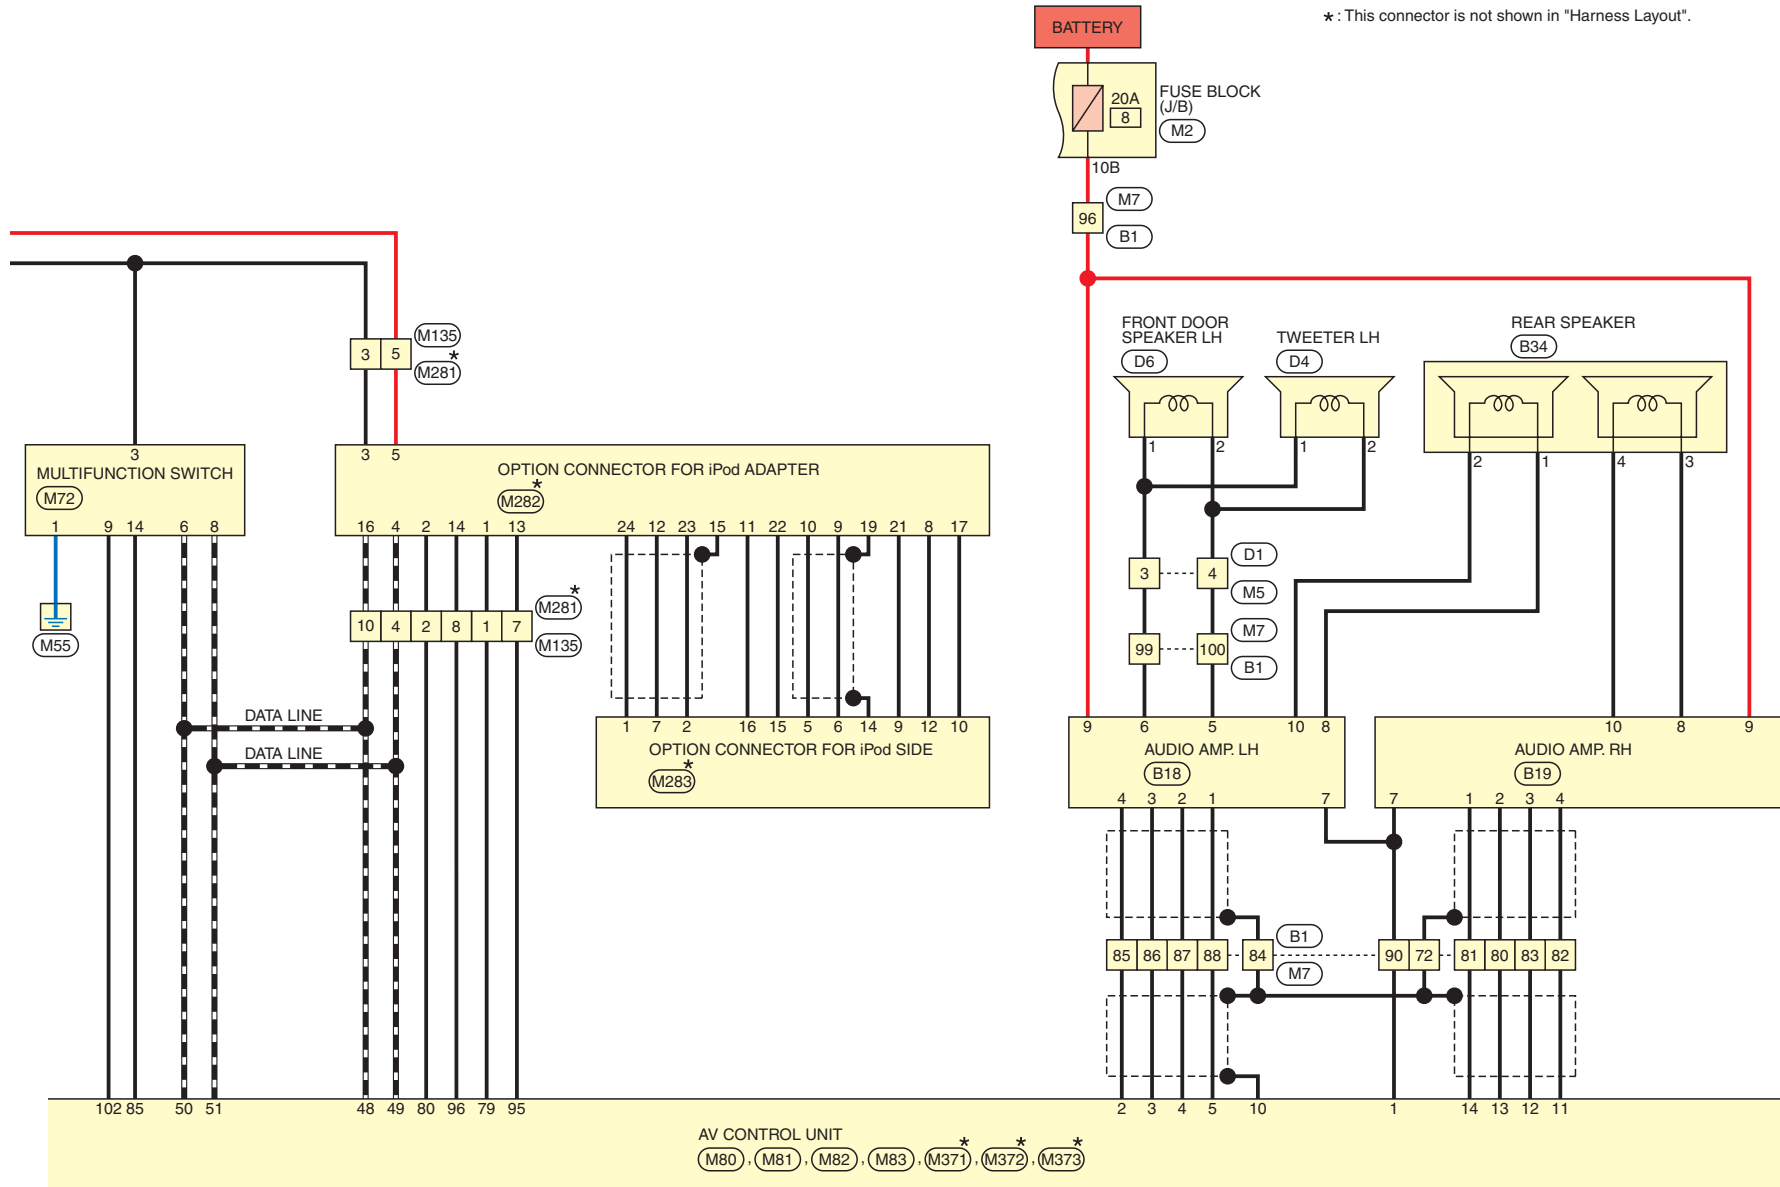 * : This connector is not shown in "Harness Layout".
BATTERY
20A
8
FUSE BLOCK
(J/B)
M2
10B
96
M7
B1
FRONT DOOR
SPEAKER LH
D6
TWEETER LH
D4
REAR SPEAKER
B34
1 2 1 2 2 1 4 3
3 5
M135
*
M281
3
MULTIFUNCTION SWITCH
M72
1 9 14 6 8
M55
3 5
OPTION CONNECTOR FOR iPod ADAPTER
*
M282
16 4 2 14 1 13 24 12 23 15 11 22 10 9 19 21 8 17
10 4 2 8 1 7
*
M281
M135
DATA LINE
DATA LINE
1 7 2 16 15 5 6 14 9 12 10
OPTION CONNECTOR FOR iPod SIDE
*
M283
3 4
D1
M5
99 100
M7
B1
9 6 5 10 8
AUDIO AMP. LH
B18
4 3 2 1 7
10 8 9
AUDIO AMP. RH
B19
7 1 2 3 4
85 86 87 88 84
B1
M7
90 72 81 80 83 82
102 85 50 51 48 49 80 96 79 95 2 3 4 5 10 1 14 13 12 11
AV CONTROL UNIT
* * *
M80 , M81 , M82 , M83 , M371 , M372 , M373